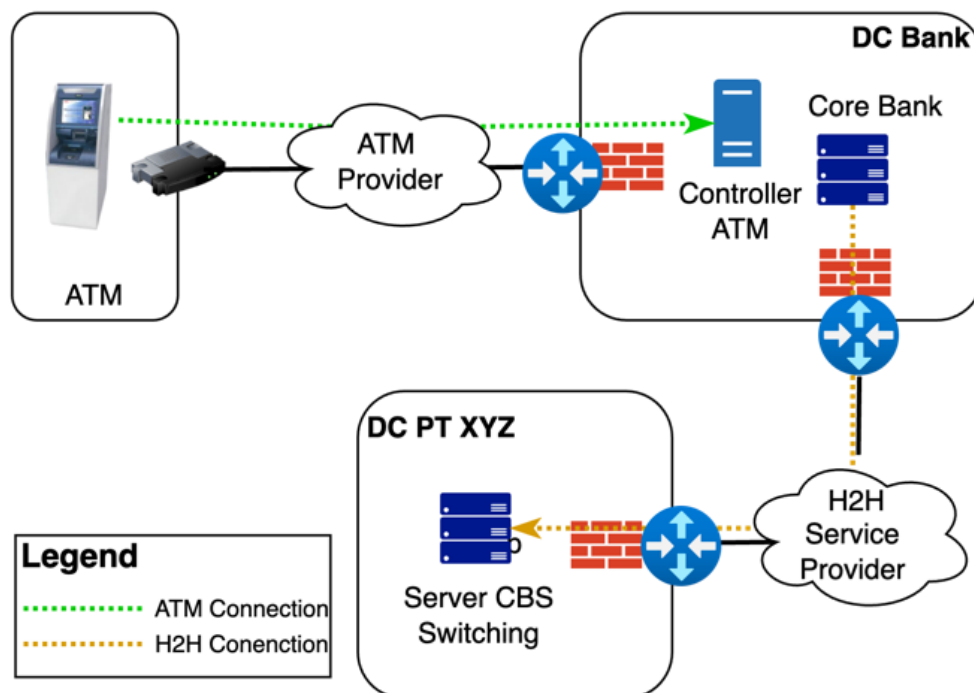 DC Bank
Core Bank
ATM
Provider
Controller
ATM
ATM
DC PT XYZ
H2H
Service
Provider
Server CBS
Switching
Legend
ATM Connection
H2H Conenction